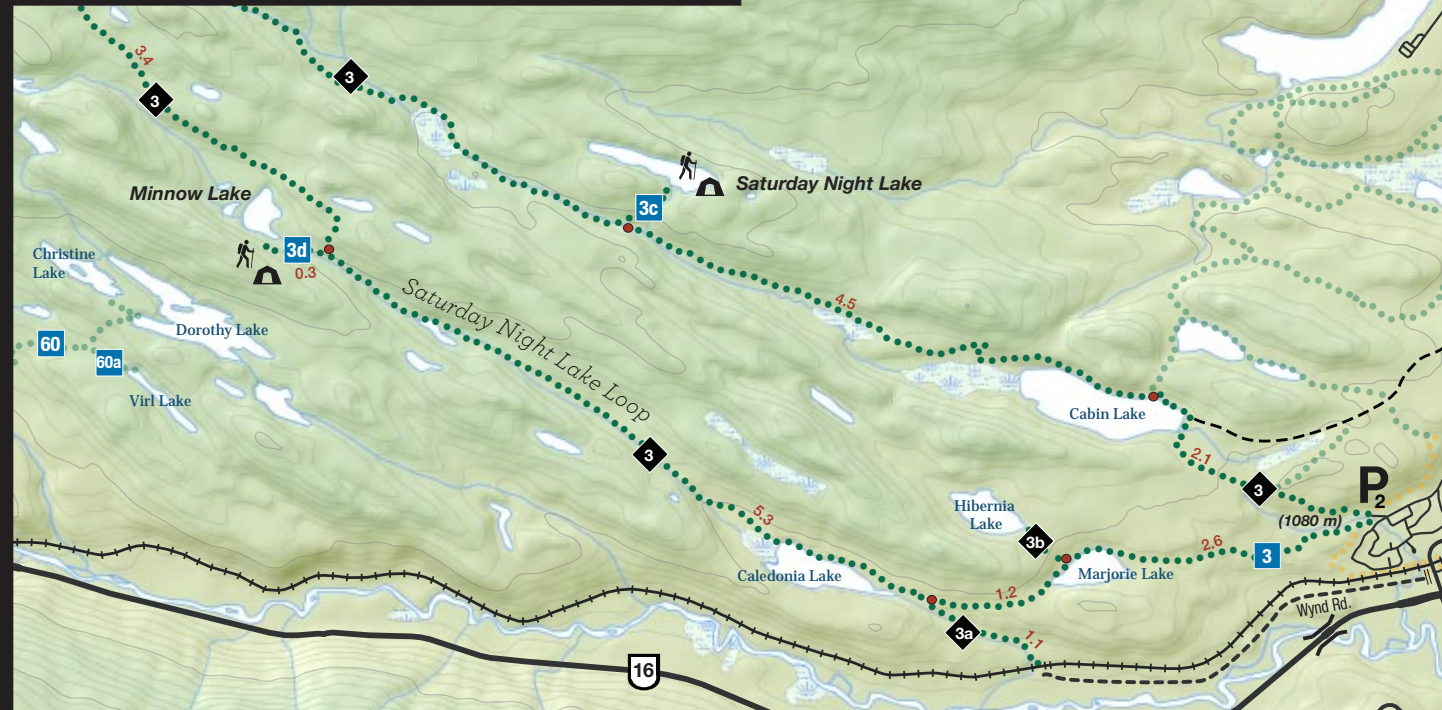 3.4
3
3
Saturday Night Lake
Minnow Lake
3c
3d
0.3
Christine
Lake
Saturday Night Lake Loop
4.5
Dorothy Lake
60
60a
Virl Lake
Cabin Lake
2.1
3
3
P2
(1080 m)
Hibernia
Lake
5.3
3b
2.6
3
Caledonia Lake
Marjorie Lake
1.2
Wynd Rd.
3a
1.1
16